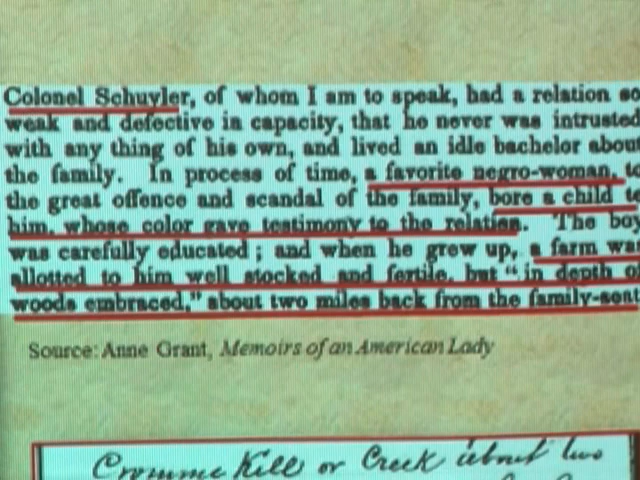 Colonel Schuyler, of whom I am to speak, had a relation so
weak and defective in capacity, that he never was intrusted
with any thing of his own, and lived an idle bachelor about
the family. In process of time, a favorite negro-woman, to
the great offence and scandal of the family, bore a child to
him, whose color gave testimony to the relation. The boy
was carefully educated; and when he grew up, a farm was
allotted to him well stocked and fertile, but "in depth of
woods embraced," about two miles back from the family-seat
Source: Anne Grant, Memoirs of an American Lady
Cromme Kill or Creek about two